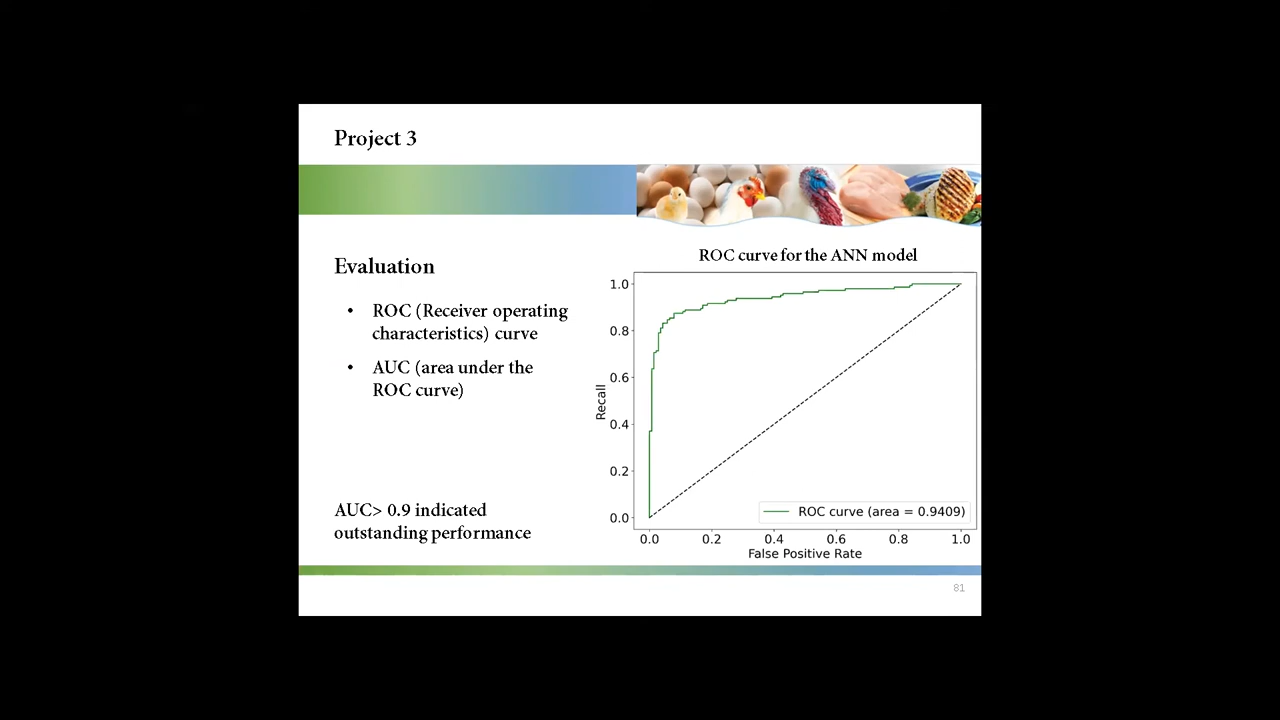 Project 3
Evaluation
• ROC (Receiver operating
characteristics) curve
• AUC (area under the
ROC curve)
AUC> 0.9 indicated
outstanding performance
ROC curve for the ANN model
1.0
0.8
0.6
0.4
0.2
0.0
Recall
ROC curve (area = 0.9409)
0.0 0.2 0.4 0.6 0.8 1.0
False Positive Rate
81